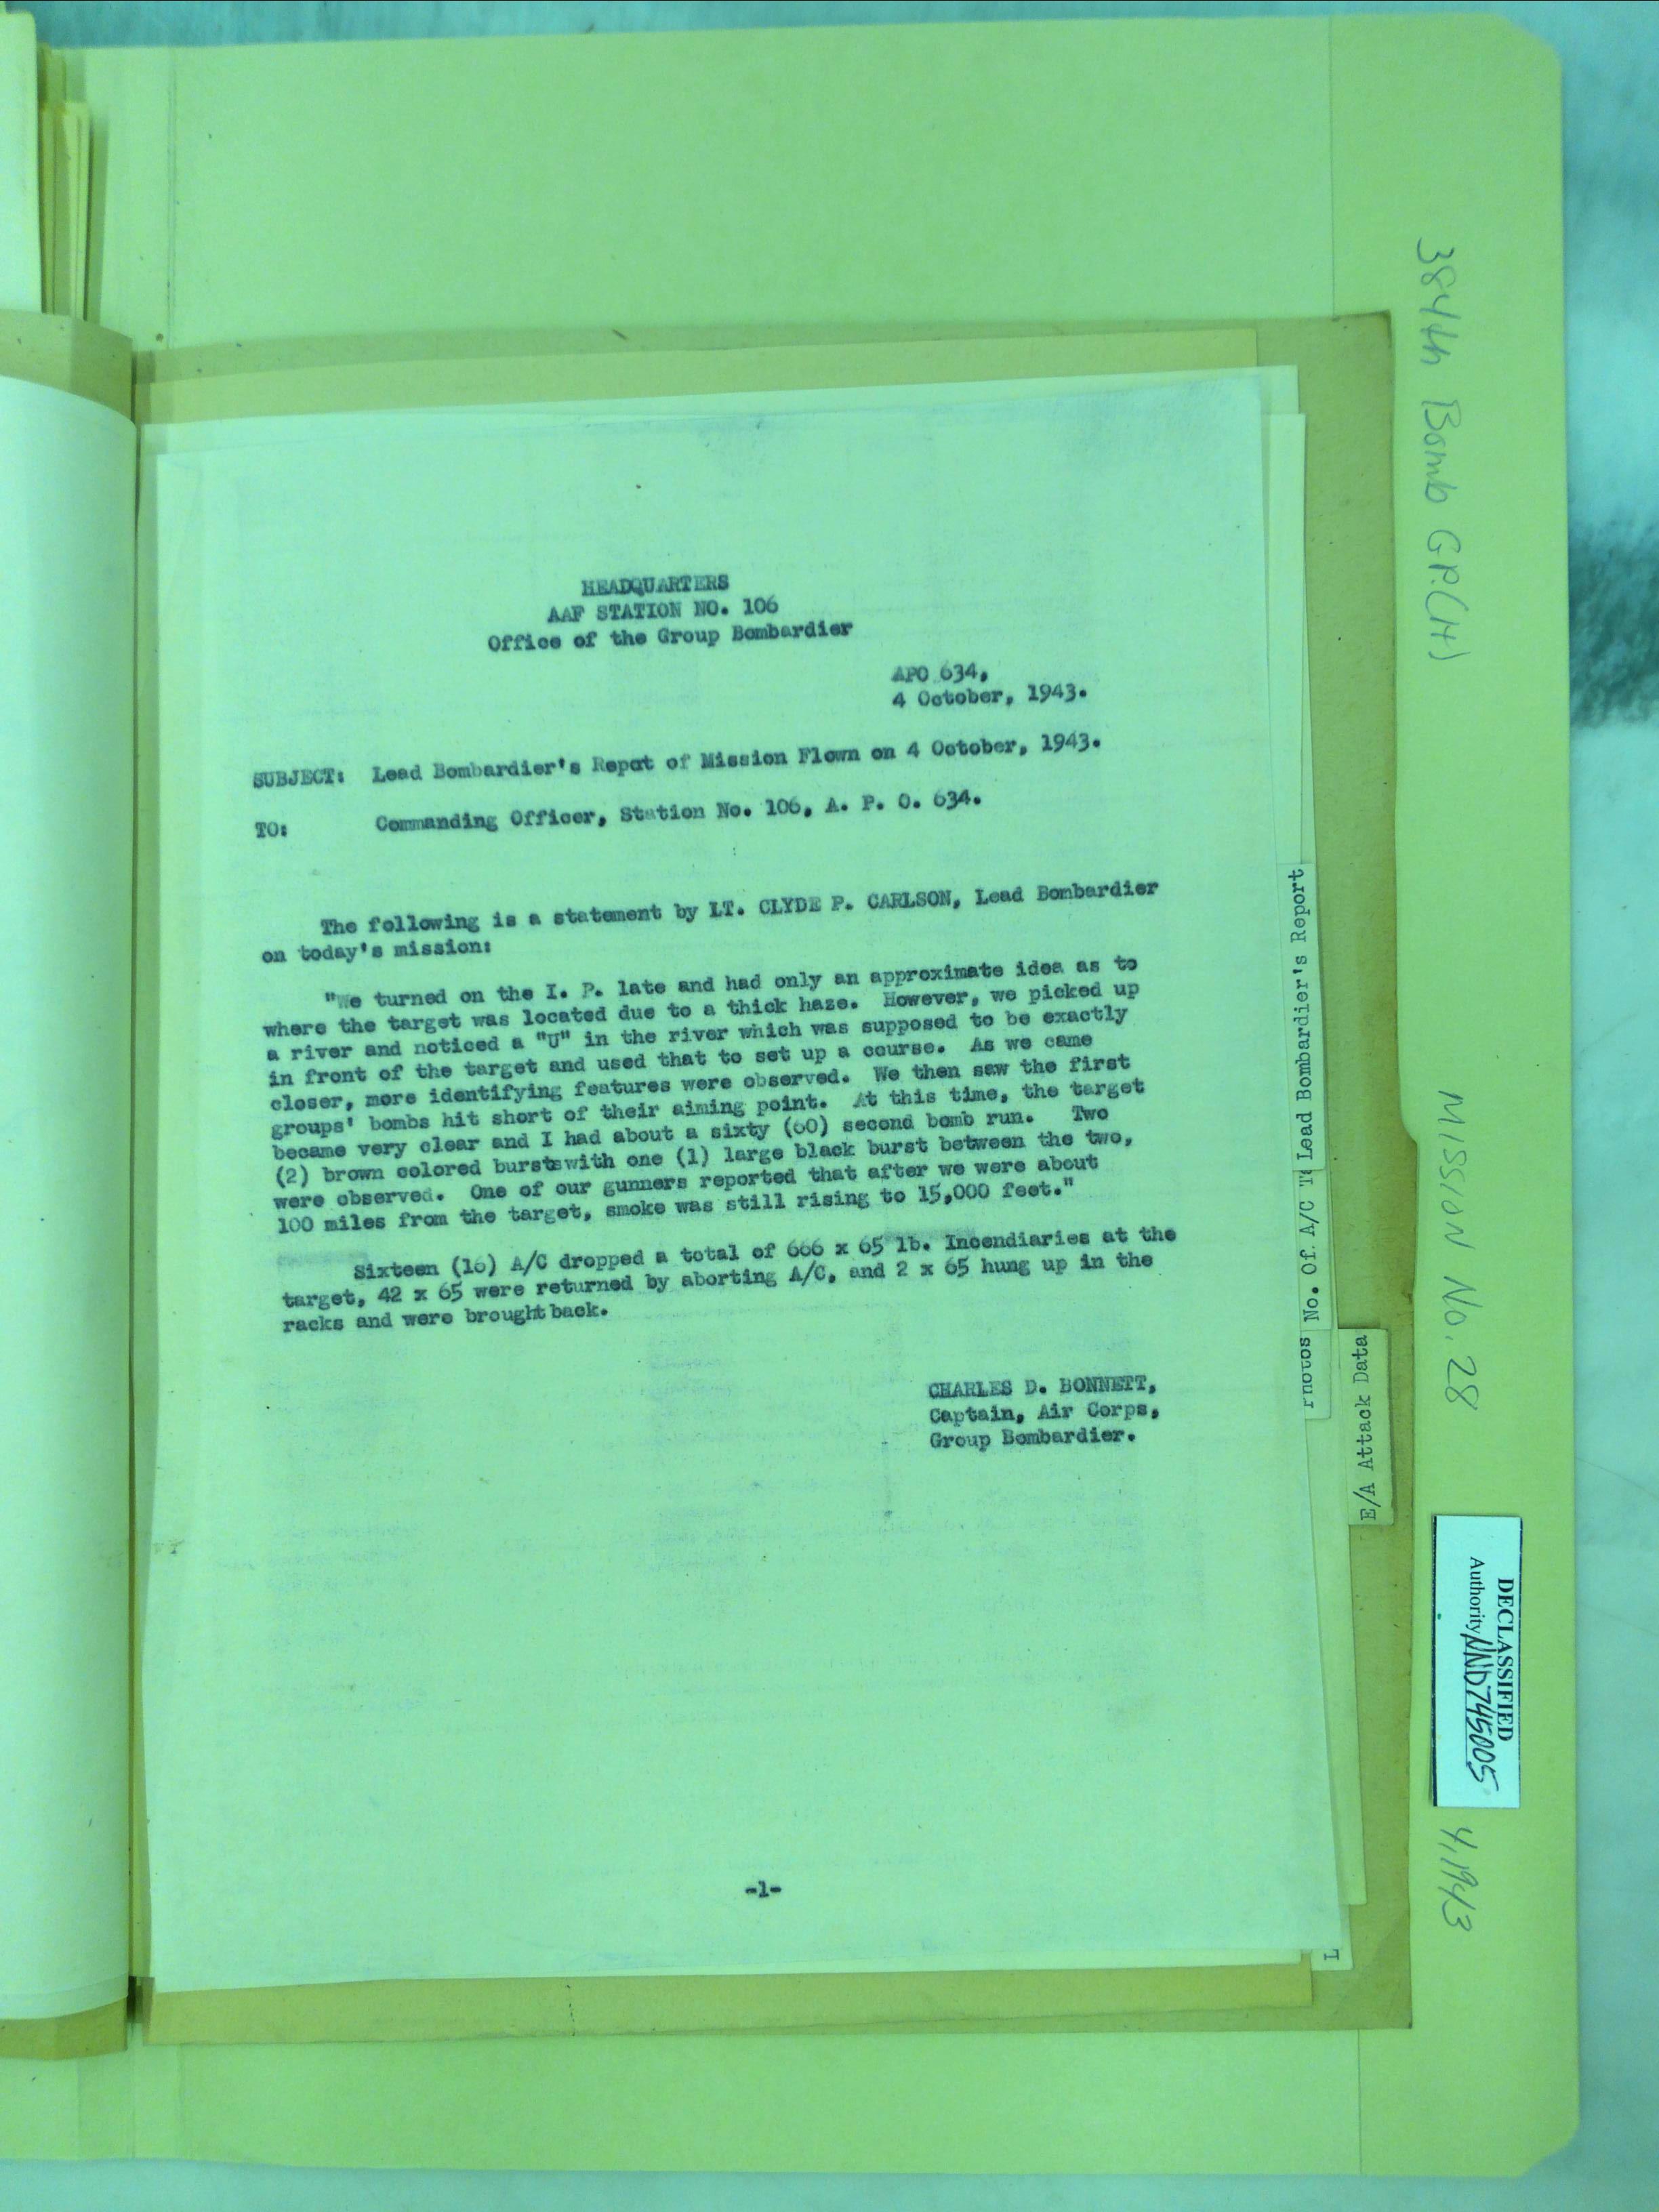 HEADQUARTERS
AAF STATION NO. 106
Office of the Group Bombardier
APO 634,
4 October, 1943.
SUBJECT: Lead Bombardier's Repot of Mission Flown on 4 October, 1943.
TO: Commanding Officer, Station No. 106, A. P. O. 634.
The following is a statement by LT. CLYDE P. CARLSON, Lead Bombardier
on today's mission:
"We turned on the I. P. late and had only an approximate idea as to
where the target was located due to a thick haze. However, we picked up
a river and noticed a "U" in the river which was supposed to be exactly
in front of the target and used that to set up a course. As we came
closer, more identifying features were observed. We then saw the first
groups' bombs hit short of their aiming point. At this time, the target
became very clear and I had about a sixty (60) second bomb run. Two
(2) brown colored bursts with one (1) large black burst between the two,
were observed. One of our gunners reported that after we were about
100 miles from the target, smoke was still rising to 15,000 feet."
Sixteen (16) A/C dropped a total of 666 x 65 lb. Incendiaries at the
target, 42 x 65 were returned by aborting A/C, and 2 x 65 hung up in the
racks and were brought back.
CHARLES D. BONNETT,
Captain, Air Corps,
Group Bombardier.
-1-
Lead Bombardier's Report
No. Of A/C
Photos
E/A Attack Data
L
384th Bomb GP.(H)
MISSION No. 28
DECLASSIFIED
Authority NND745005
4,1943